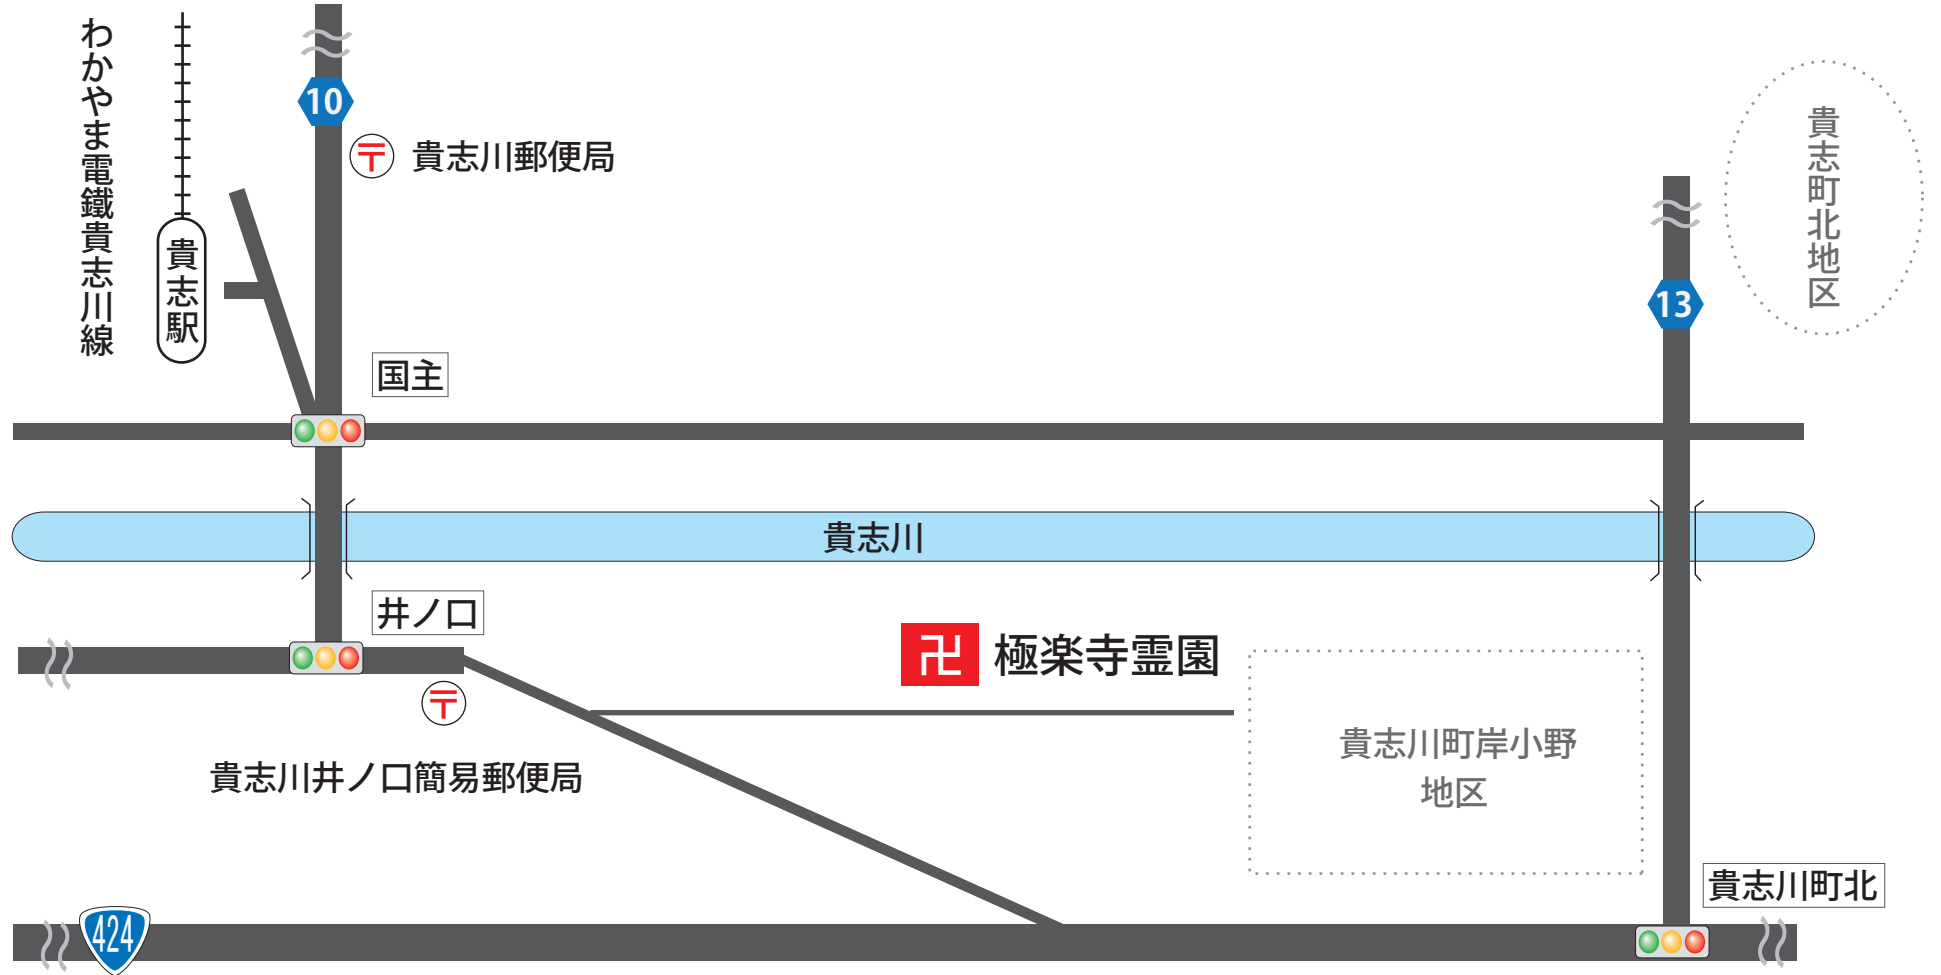 わかやま電鐵貴志川線
貴志駅
10
〒 貴志川郵便局
国主
13
貴志町北地区
貴志川
井ノ口
〒
貴志川井ノ口簡易郵便局
卍 極楽寺霊園
貴志川町岸小野
地区
貴志川町北
424